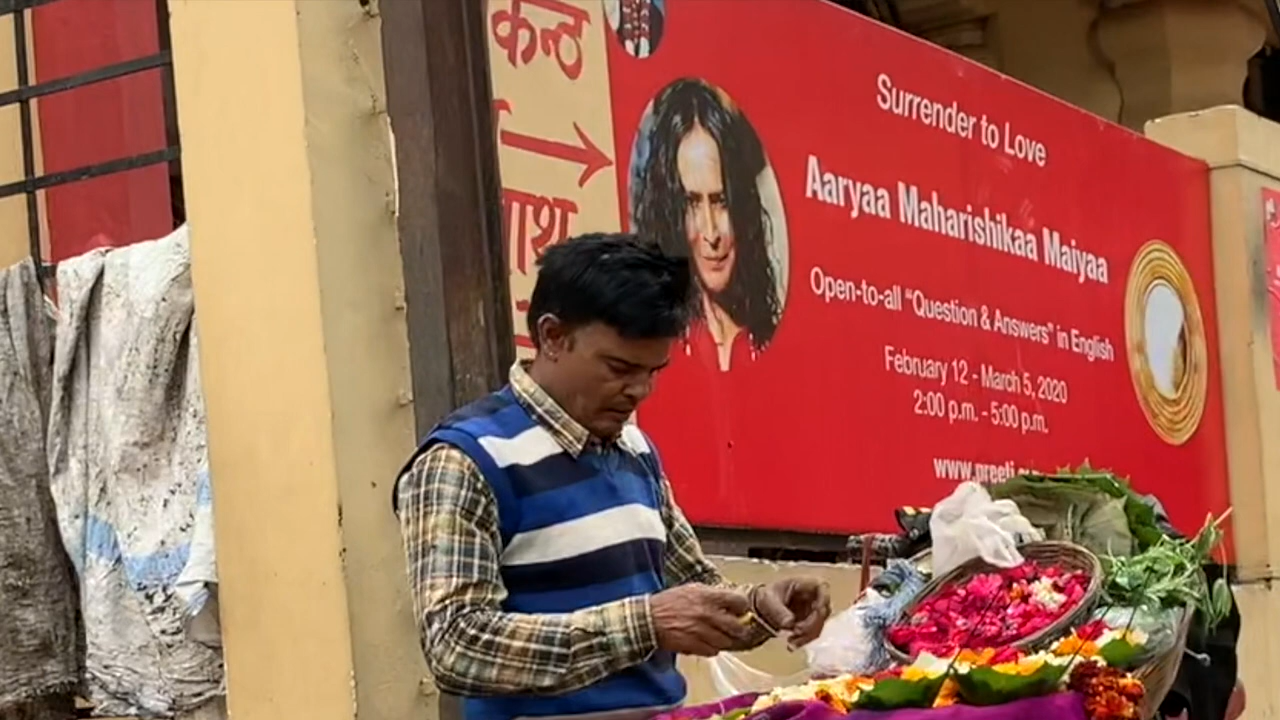 कन्ठ
Surrender to Love
Aaryaa Maharishikaa Maiyaa
Open-to-all “Question & Answers” in English
February 12 - March 5, 2020
2:00 p.m. - 5:00 p.m.